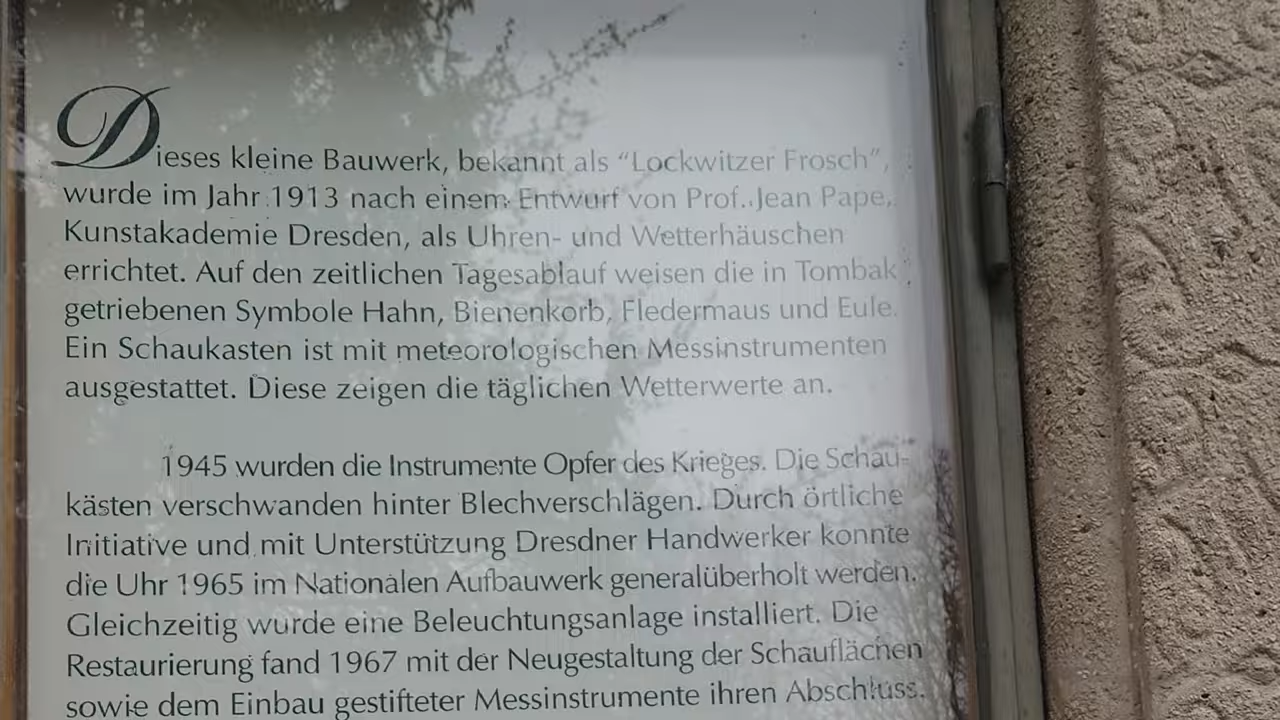 Dieses kleine Bauwerk, bekannt als “Lockwitzer Frosch”,
wurde im Jahr 1913 nach einem Entwurf von Prof. Jean Pape,
Kunstakademie Dresden, als Uhren- und Wetterhäuschen
errichtet. Auf den zeitlichen Tagesablauf weisen die in Tombak
getriebenen Symbole Hahn, Bienenkorb, Fledermaus und Eule.
Ein Schaukasten ist mit meteorologischen Messinstrumenten
ausgestattet. Diese zeigen die täglichen Wetterwerte an.
1945 wurden die Instrumente Opfer des Krieges. Die Schau-
kästen verschwanden hinter Blechverschlägen. Durch örtliche
Initiative und mit Unterstützung Dresdner Handwerker konnte
die Uhr 1965 im Nationalen Aufbauwerk generalüberholt werden.
Gleichzeitig wurde eine Beleuchtungsanlage installiert. Die
Restaurierung fand 1967 mit der Neugestaltung der Schauflächen
sowie dem Einbau gestifteter Messinstrumente ihren Abschluss.